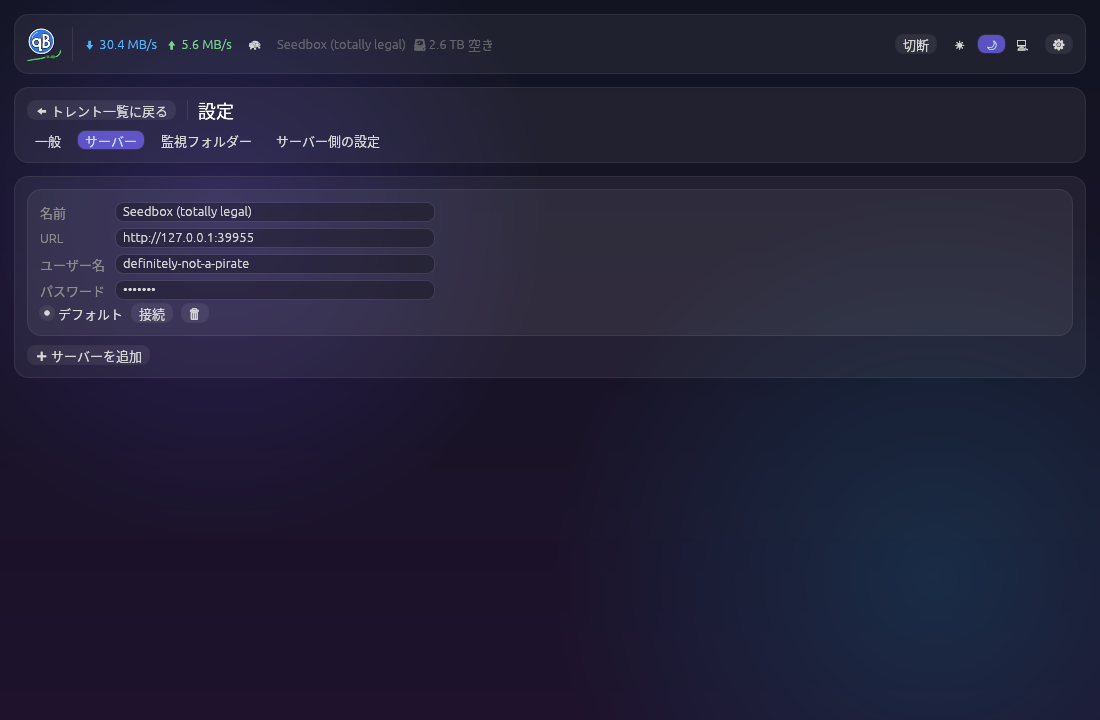 qB 30.4 MB/s 5.6 MB/s Seedbox (totally legal) 2.6 TB 空き 切断
トレント一覧に戻る 設定
一般 サーバー 監視フォルダー サーバー側の設定
名前 Seedbox (totally legal)
URL http://127.0.0.1:39955
ユーザー名 definitely-not-a-pirate
パスワード •••••••
デフォルト 接続
サーバーを追加